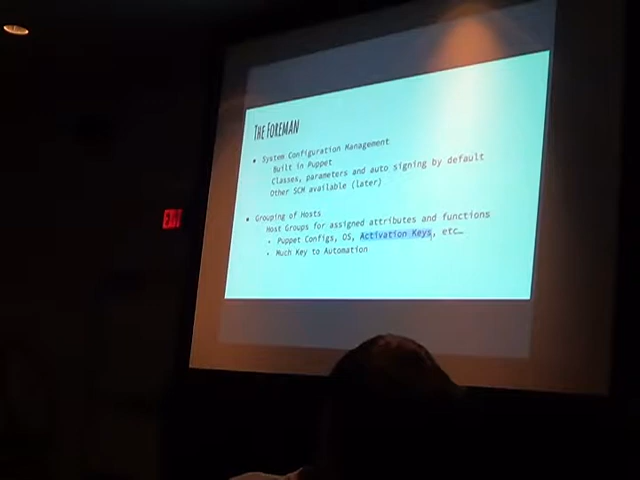 The Foreman
• System Configuration Management
Built in Puppet
Classes, parameters and auto signing by default
Other SCM available (later)
• Grouping of Hosts
Host Groups for assigned attributes and functions
• Puppet Configs, OS, Activation Keys, etc…
• Much Key to Automation
EXIT